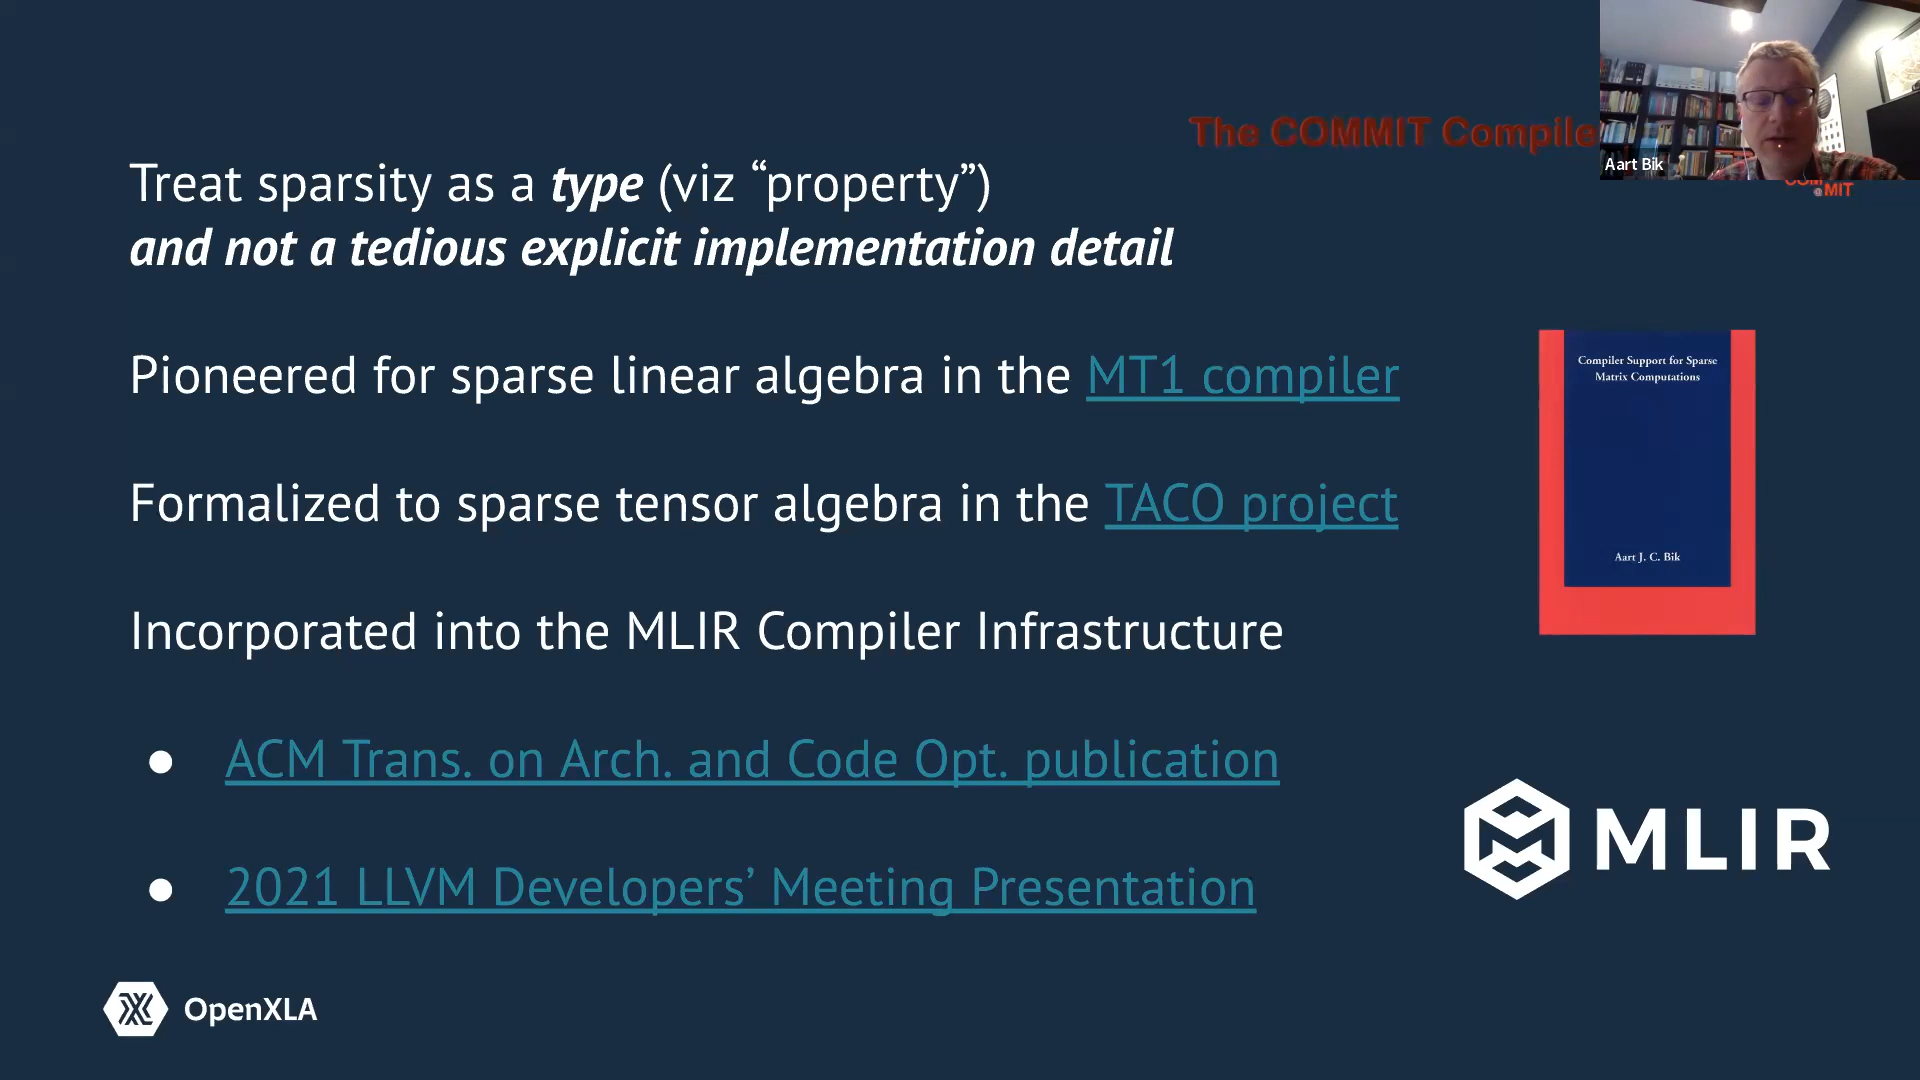 The COMMIT Compile
Aart Bik
COM
MIT
Treat sparsity as a type (viz “property”)
and not a tedious explicit implementation detail
Pioneered for sparse linear algebra in the MT1 compiler
Compiler Support for Sparse
Matrix Computations
Aart J. C. Bik
Formalized to sparse tensor algebra in the TACO project
Incorporated into the MLIR Compiler Infrastructure
● ACM Trans. on Arch. and Code Opt. publication
● 2021 LLVM Developers’ Meeting Presentation
MLIR
OpenXLA